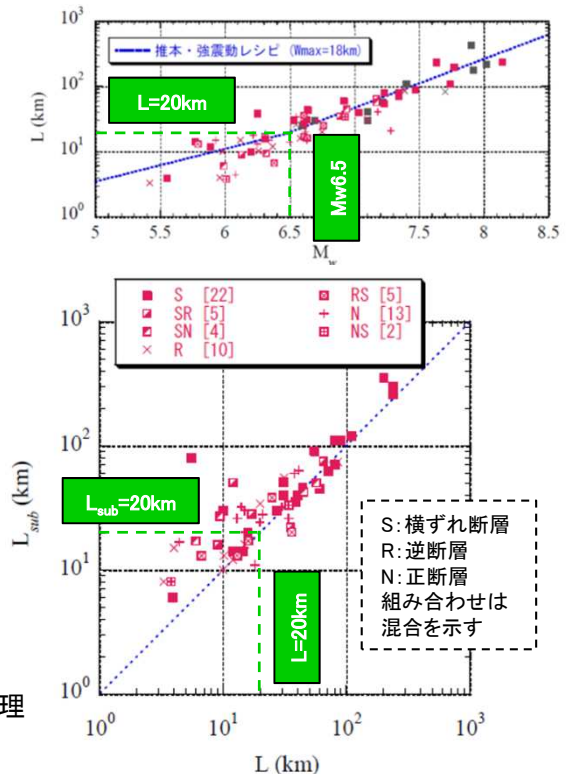 10³
推本・強震動レシピ (Wmax=18km)
10²
L=20km
L (km)
10¹
Mw6.5
10⁰
5 5.5 6 6.5 7 7.5 8 8.5
M_w
S [22] RS [5]
SR [5] N [13]
SN [4] NS [2]
R [10]
10³
10²
L_sub (km)
L_sub=20km
S:横ずれ断層
R:逆断層
N:正断層
組み合わせは
混合を示す
10¹
L=20km
10⁰
理
10⁰ 10¹ 10² 10³
L (km)